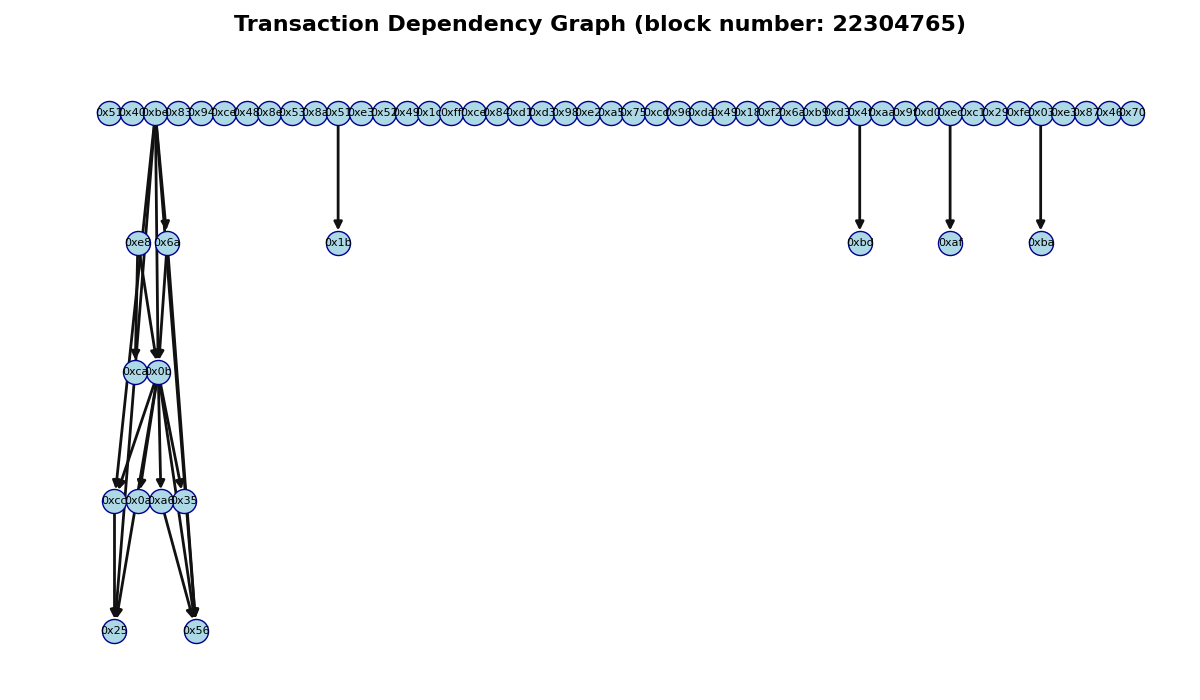 Transaction Dependency Graph (block number: 22304765)
0x51 0x40 0xbe 0x83 0x94 0xce 0x48 0x8e 0x53 0x8a 0x51 0xe3 0x52 0x49 0x1c 0xff 0xce 0x84 0xd1 0xd3 0x98 0xe2 0xa5 0x75 0xcd 0x96 0xda 0x49 0x18 0xf2 0x6a 0xb9 0xd3 0x4f 0xaa 0x9f 0xd0 0xec 0xc1 0x29 0xfe 0x03 0xe3 0x87 0x46 0x70
0xe8 0x6a 0x1b 0xbd 0xaf 0xba
0xca 0x0b
0xcc 0x0a 0xa6 0x35
0x25 0x56